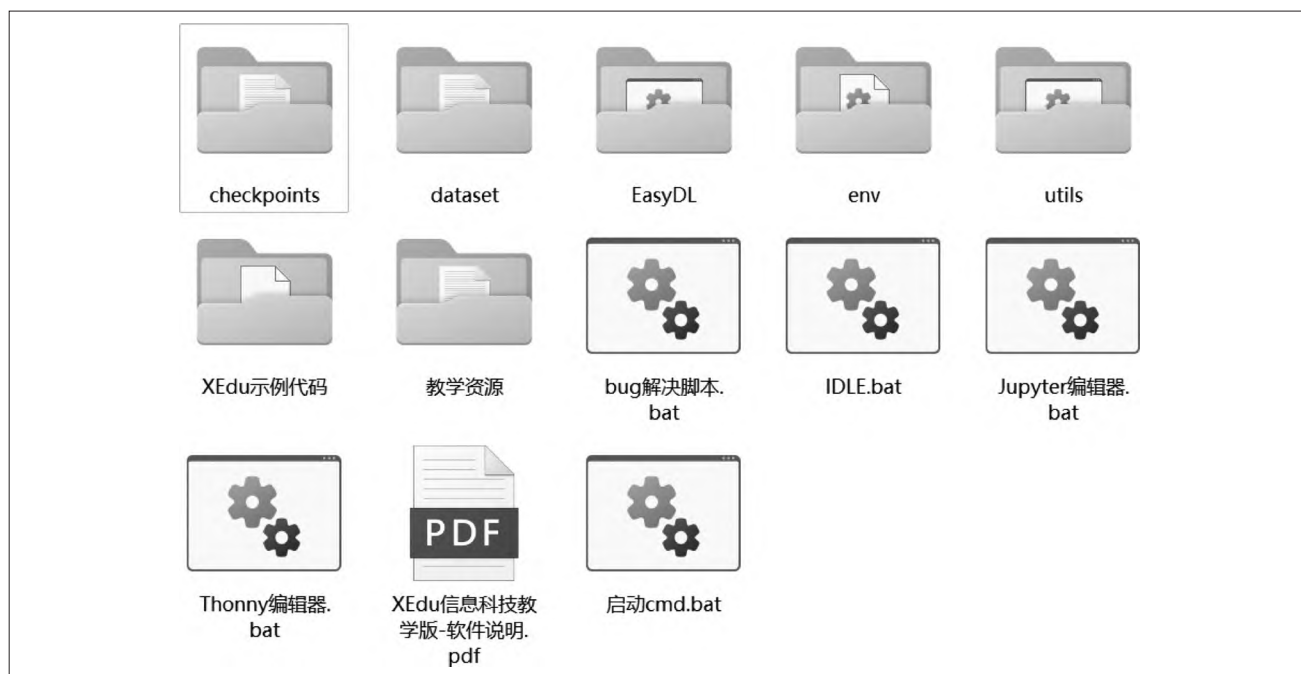 checkpoints
dataset
EasyDL
env
utils
XEdu示例代码
教学资源
bug解决脚本.
bat
IDLE.bat
Jupyter编辑器.
bat
Thonny编辑器.
bat
PDF
XEdu信息科技教
学版-软件说明.
pdf
启动cmd.bat